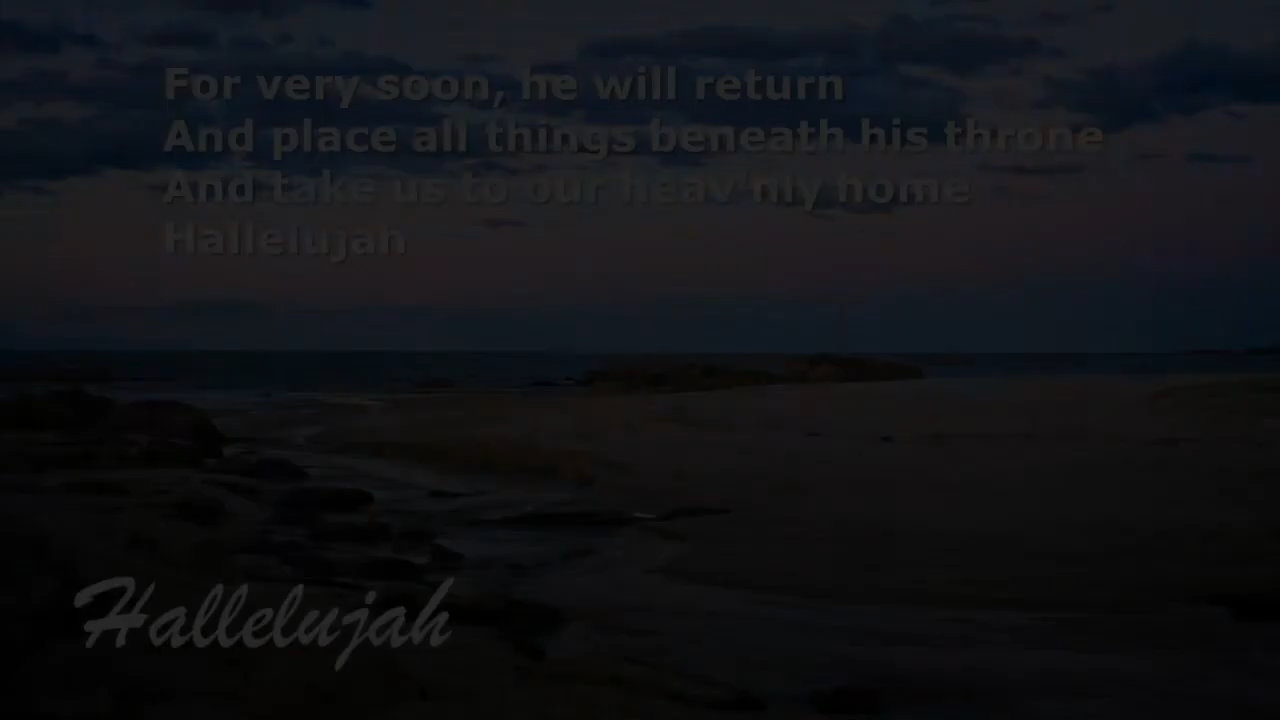 For very soon, he will return
And place all things beneath his throne
And take us to our heav'nly home
Hallelujah
Hallelujah